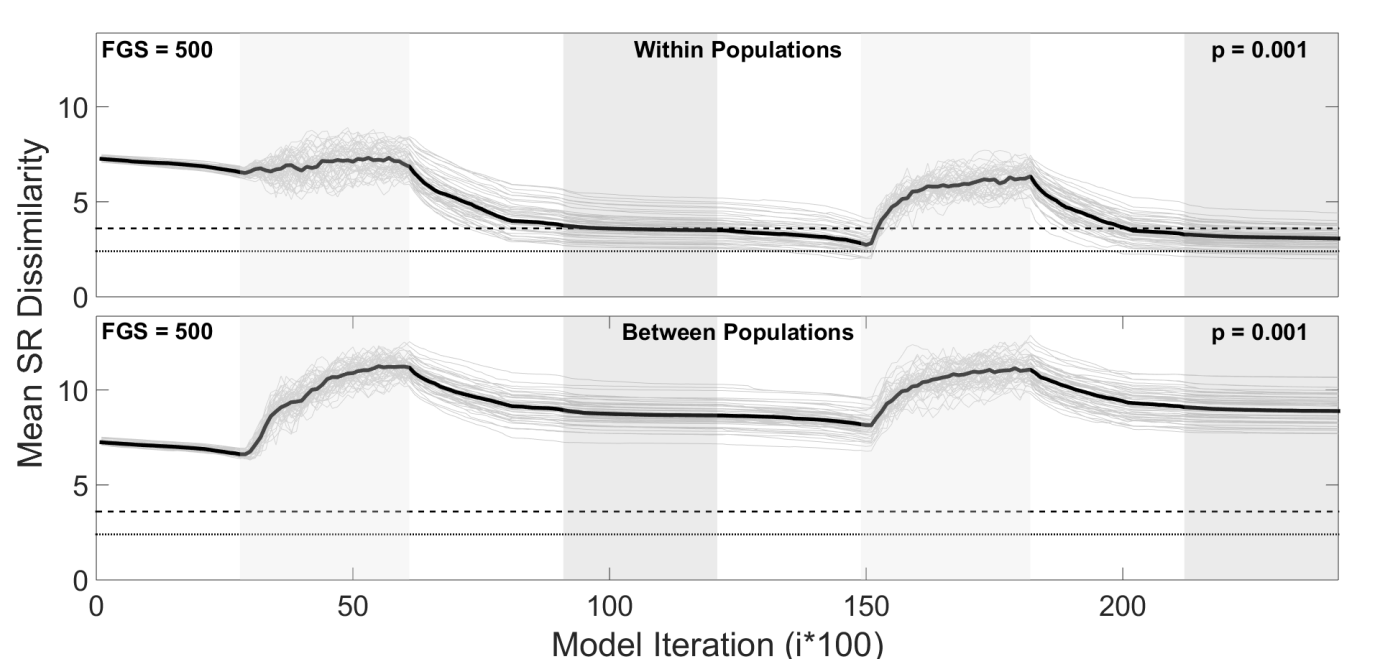 FGS = 500 Within Populations p = 0.001
10
5
0
FGS = 500 Between Populations p = 0.001
10
5
0
0 50 100 150 200
Mean SR Dissimilarity
Model Iteration (i*100)